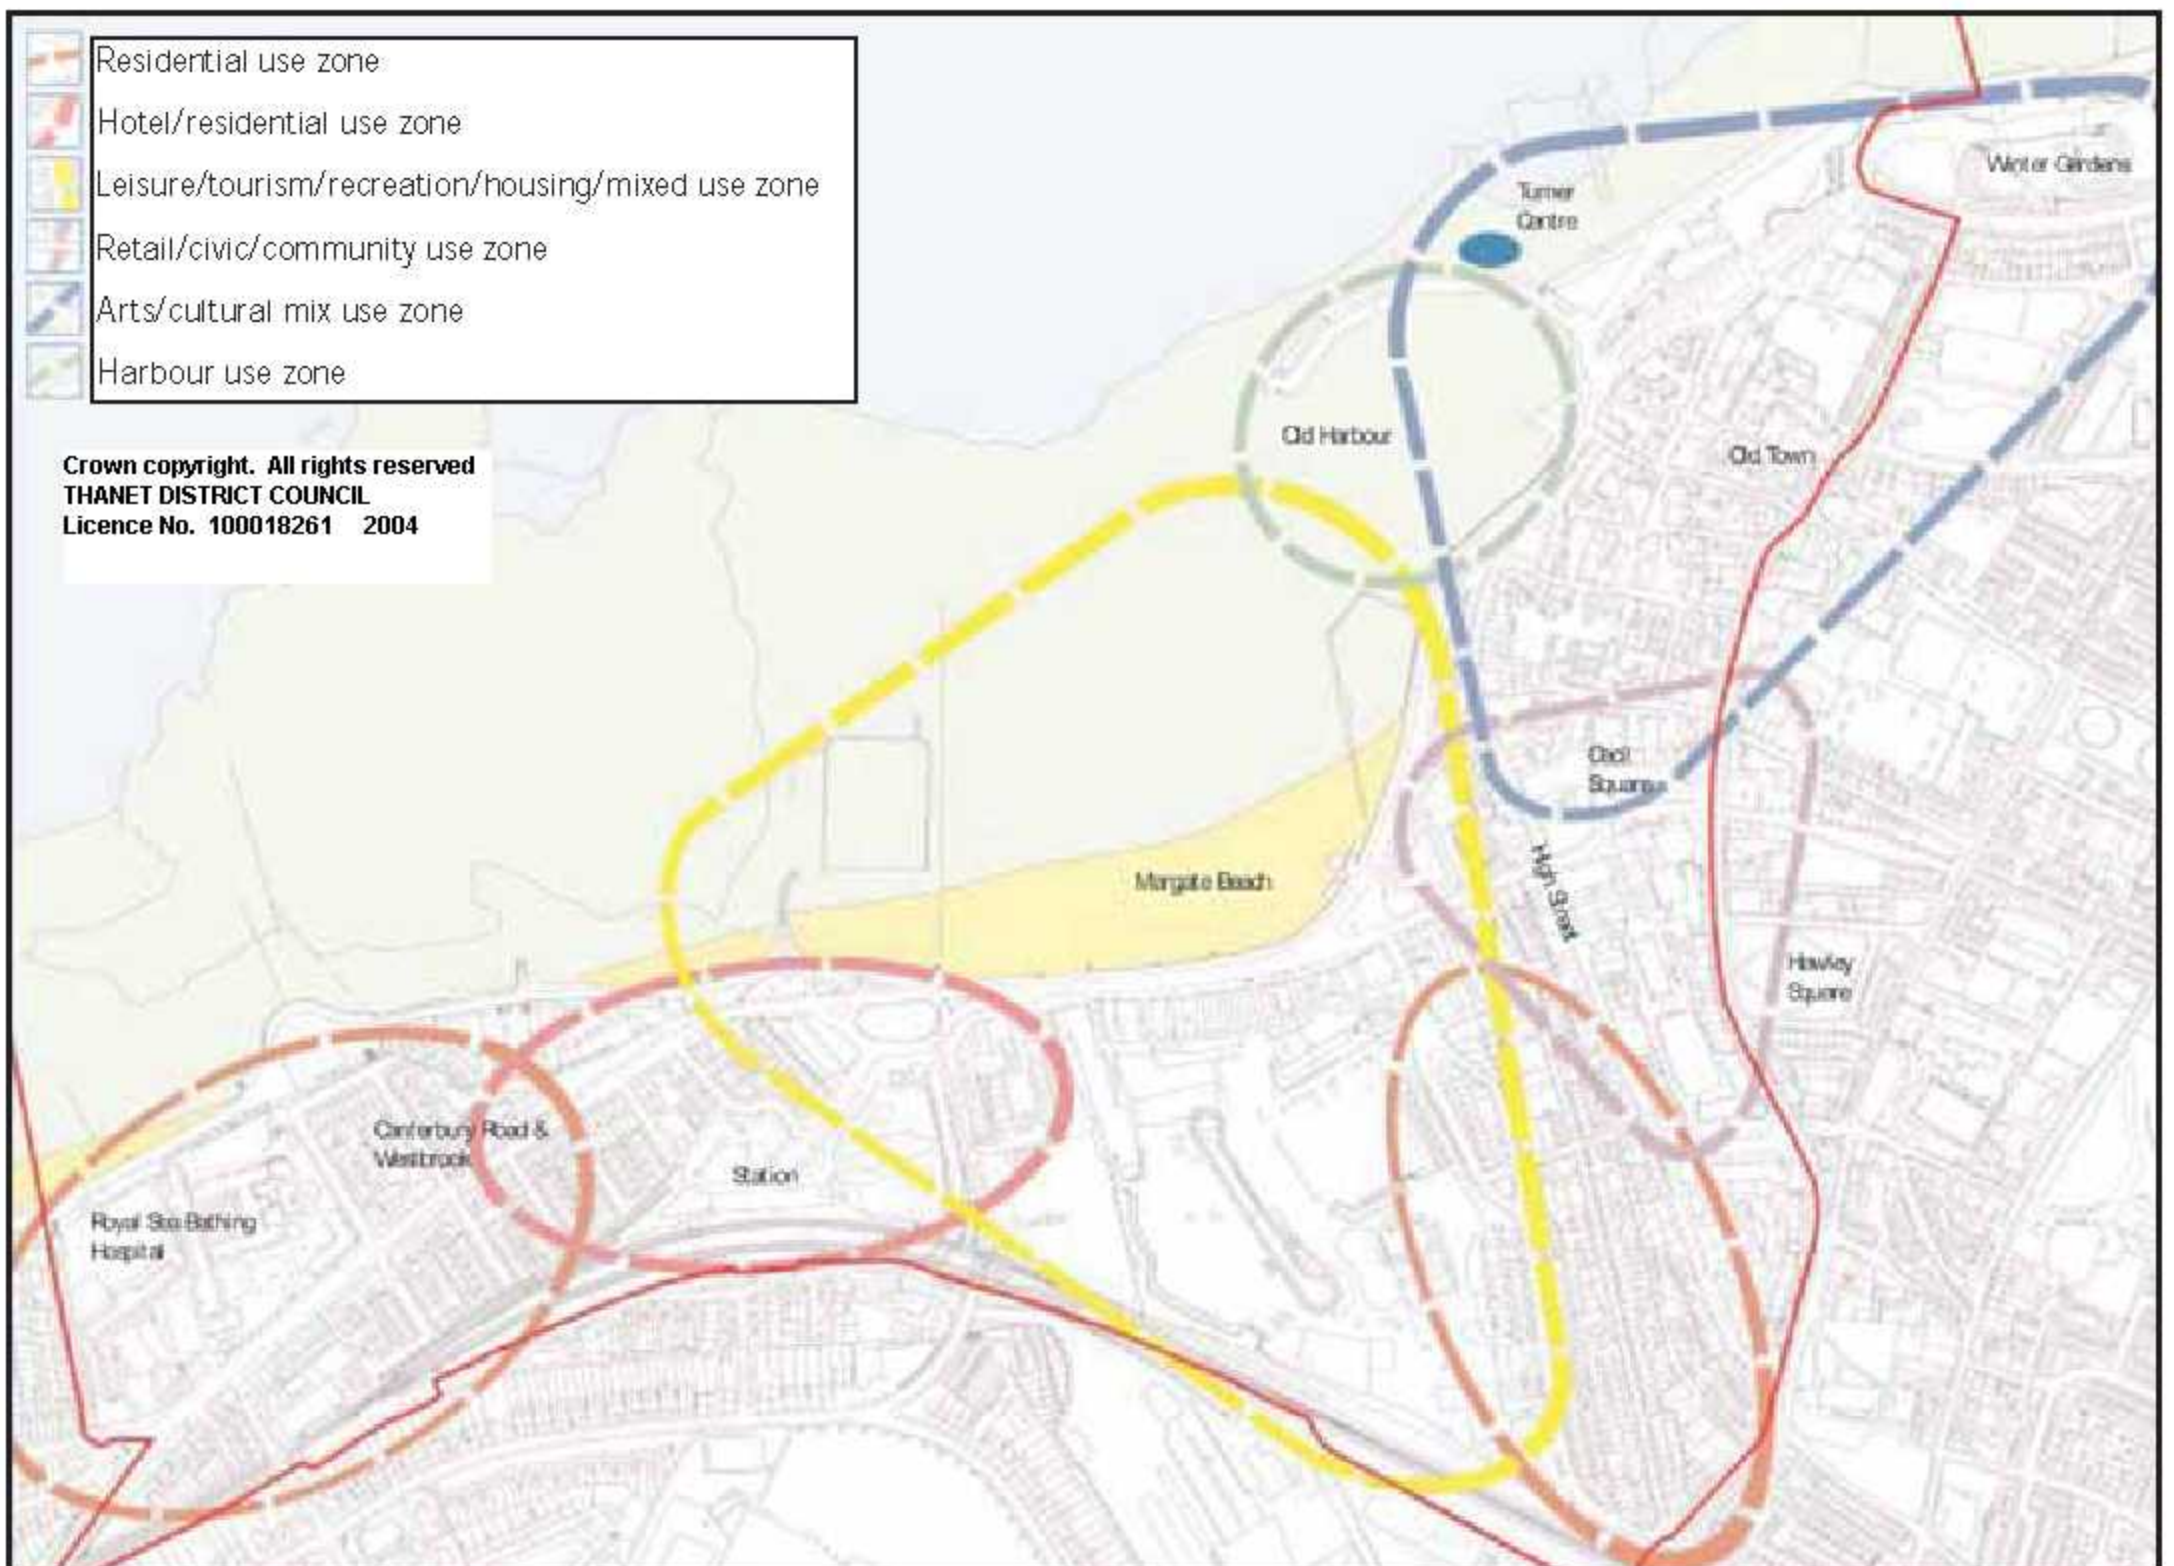 Residential use zone
Hotel/residential use zone
Leisure/tourism/recreation/housing/mixed use zone
Retail/civic/community use zone
Arts/cultural mix use zone
Harbour use zone
Crown copyright. All rights reserved
THANET DISTRICT COUNCIL
Licence No. 100018261 2004
Winter Gardens
Turner
Centre
Old Harbour
Old Town
Cecil
Square
High Street
Margate Beach
Hawley
Square
Canterbury Road &
Westbrook
Station
Royal Sea Bathing
Hospital